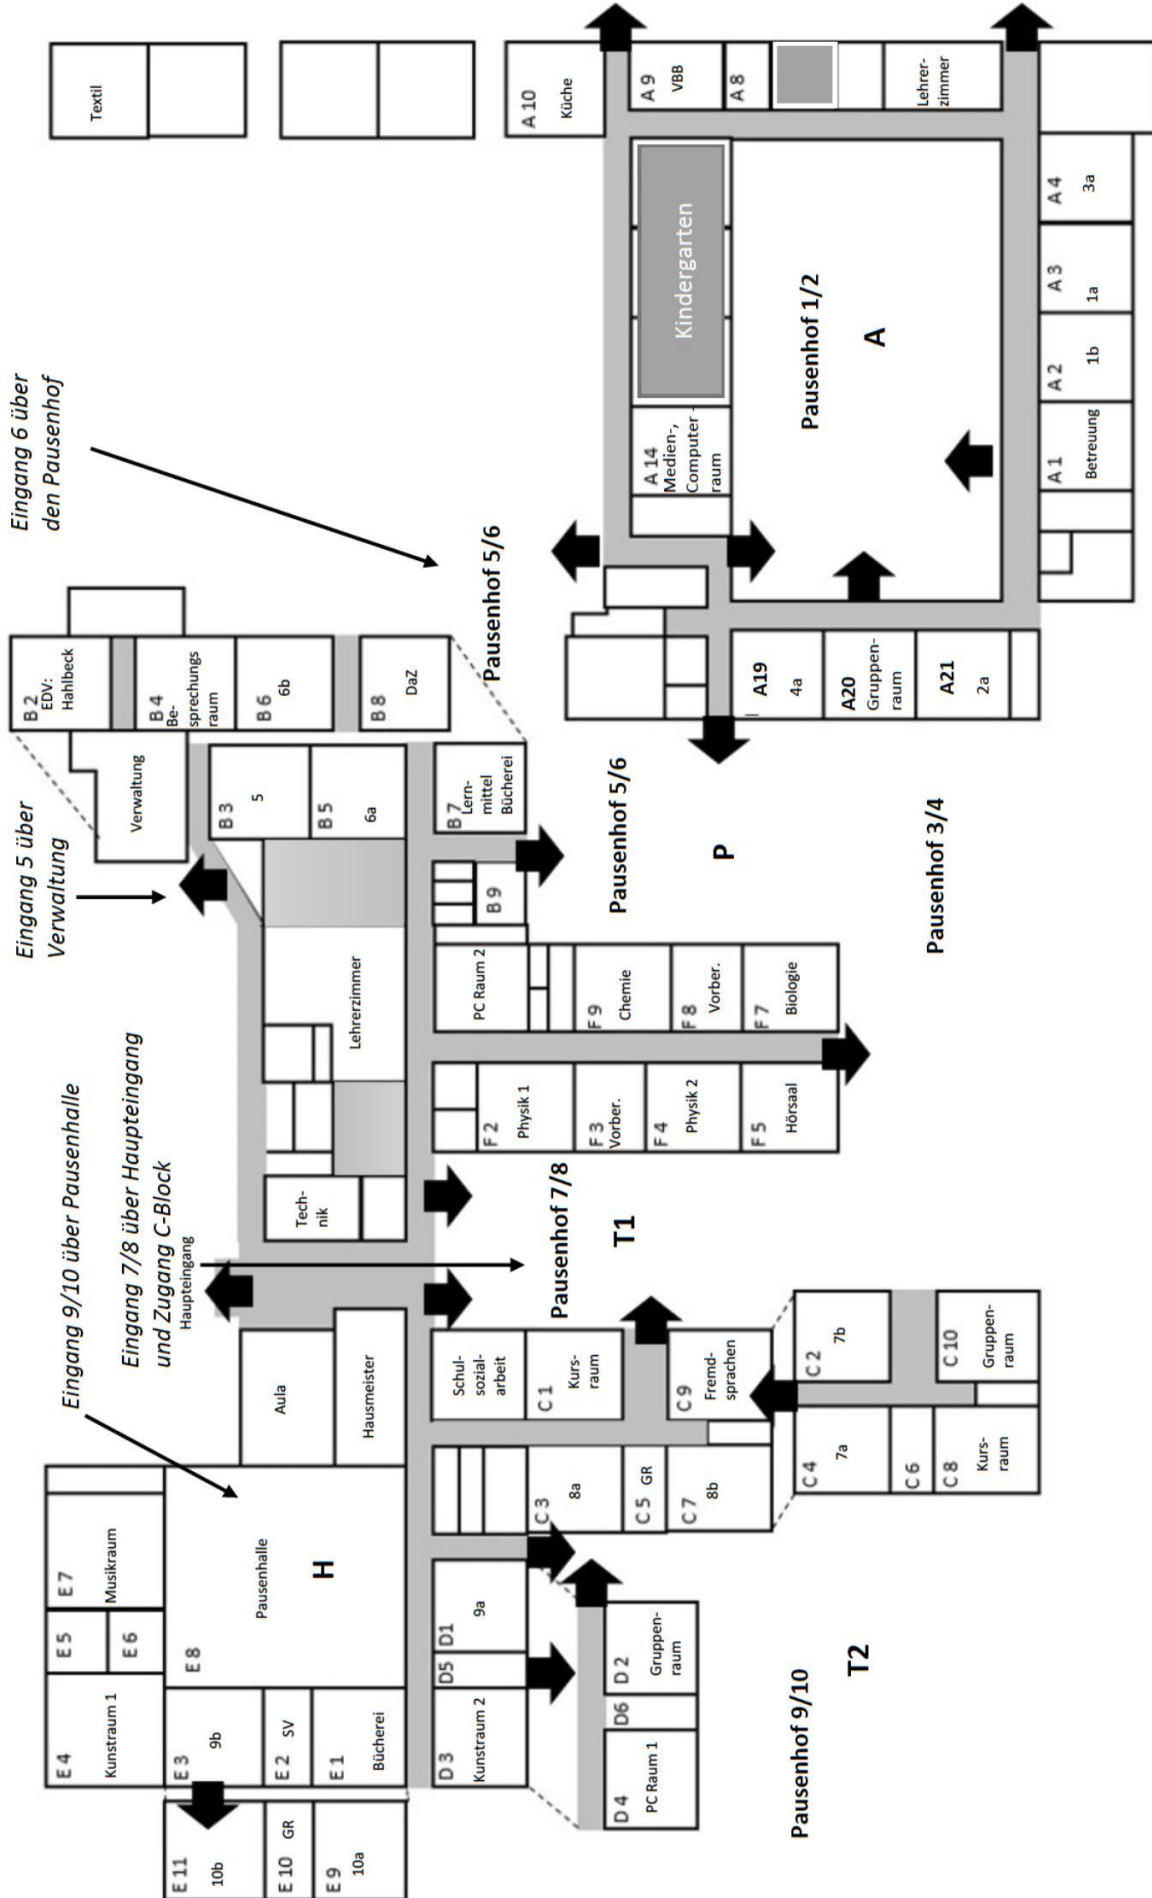 Eingang 9/10 über Pausenhalle
Eingang 7/8 über Haupteingang
und Zugang C-Block
Haupteingang
Eingang 5 über
Verwaltung
Eingang 6 über
den Pausenhof
Textil
E 4
Kunstraum 1
E 5
E 6
E 7
Musikraum
E 11
10b
E 10
GR
E 9
10a
E 3
9b
E 2
SV
E 1
Bücherei
E 8
Pausenhalle
H
Aula
Hausmeister
Tech-
nik
Lehrerzimmer
Verwaltung
B 2
EDV:
Hahlbeck
B 4
Be-
sprechungs
raum
B 6
6b
B 8
DaZ
B 3
5
B 5
6a
B 7
Lern-
mittel
Bücherei
B 9
PC Raum 2
F 9
Chemie
F 8
Vorber.
F 7
Biologie
F 2
Physik 1
F 3
Vorber.
F 4
Physik 2
F 5
Hörsaal
Schul-
sozial-
arbeit
C 1
Kurs-
raum
C 9
Fremd-
sprachen
C 3
8a
C 5
GR
C 7
8b
C 2
7b
C 10
Gruppen-
raum
C 4
7a
C 6
C 8
Kurs-
raum
D 3
Kunstraum 2
D5
D1
9a
D 4
PC Raum 1
D6
D 2
Gruppen-
raum
Pausenhof 9/10
T2
Pausenhof 7/8
T1
Pausenhof 5/6
P
Pausenhof 3/4
Pausenhof 5/6
A 10
Küche
A 9
VBB
A 8
Lehrer-
zimmer
Kindergarten
A 14
Medien-,
Computer -
raum
Pausenhof 1/2
A
A19
4a
A20
Gruppen-
raum
A21
2a
A 1
Betreuung
A 2
1b
A 3
1a
A 4
3a